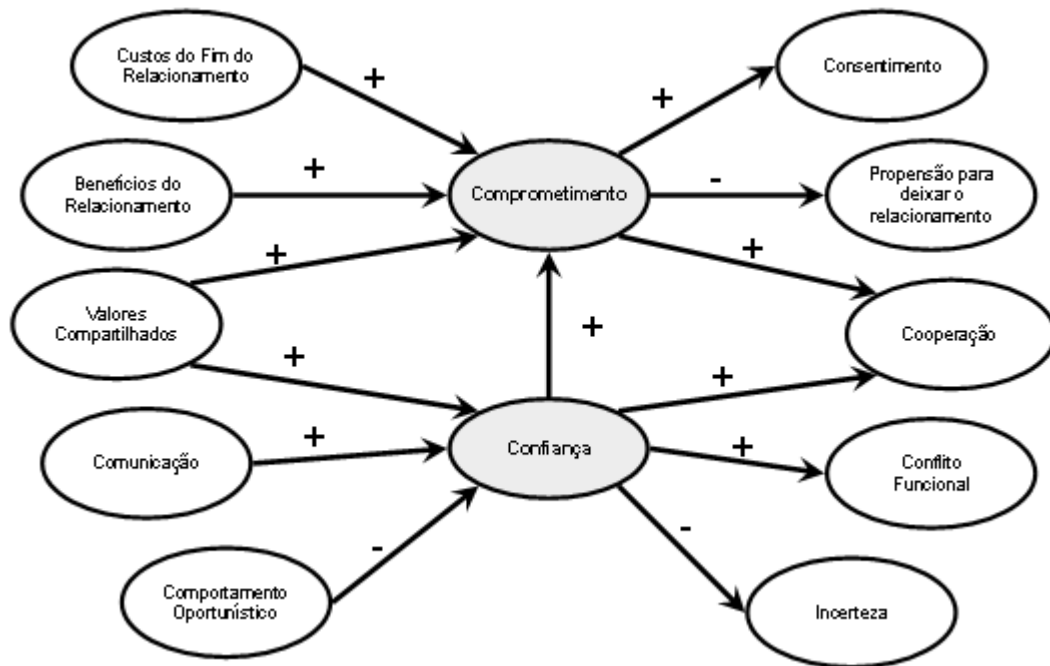 Custos do Fim do
Relacionamento
+
+
Consentimento
Benefícios do
Relacionamento
+
Comprometimento
-
Propensão para
deixar o
relacionamento
+
+
Valores
Compartilhados
+
+
Cooperação
+
Comunicação
+
Confiança
+
Conflito
Funcional
-
-
Comportamento
Oportunístico
Incerteza